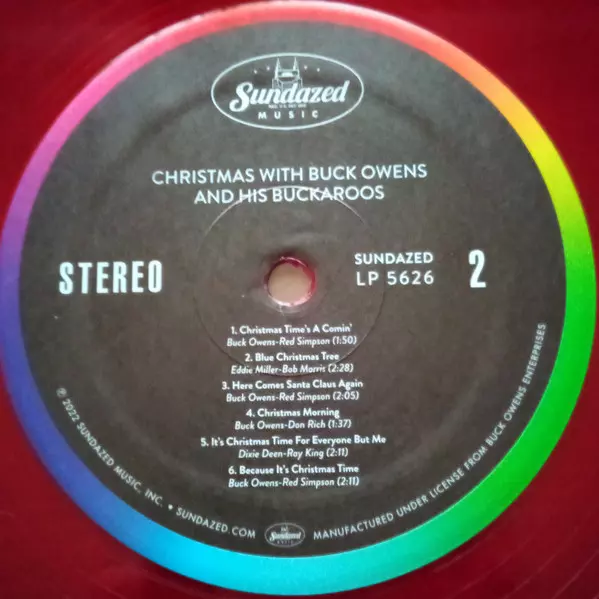 Sundazed
MUSIC
CHRISTMAS WITH BUCK OWENS
AND HIS BUCKAROOS
STEREO
SUNDAZED
LP 5626
2
1. Christmas Time's A Comin'
Buck Owens-Red Simpson (1:50)
2. Blue Christmas Tree
Eddie Miller-Bob Morris (2:28)
3. Here Comes Santa Claus Again
Buck Owens-Red Simpson (2:05)
4. Christmas Morning
Buck Owens-Don Rich (1:37)
5. It's Christmas Time For Everyone But Me
Dixie Deen-Ray King (2:11)
6. Because It's Christmas Time
Buck Owens-Red Simpson (2:11)
℗ 2022 SUNDAZED MUSIC, INC. • SUNDAZED.COM
Sundazed
MANUFACTURED UNDER LICENSE FROM BUCK OWENS ENTERPRISES